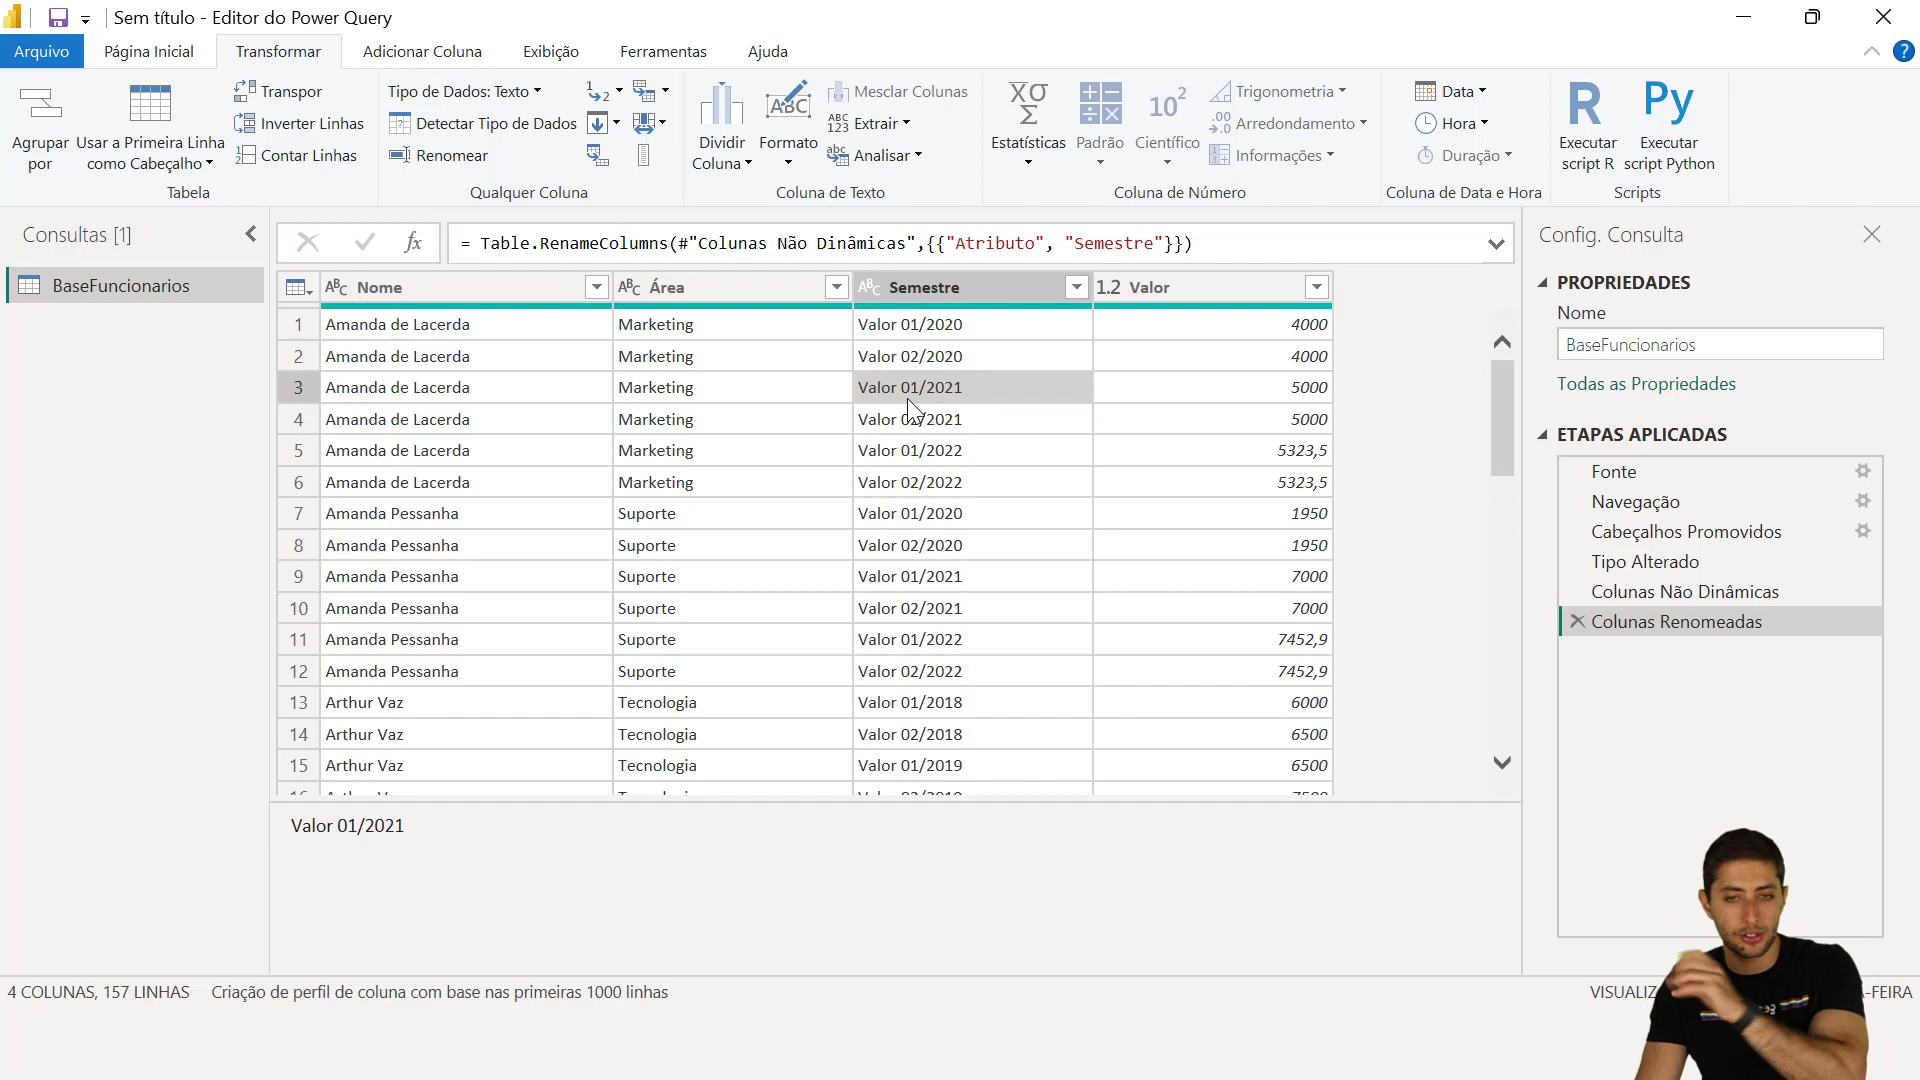 Sem título - Editor do Power Query
Arquivo Página Inicial Transformar Adicionar Coluna Exibição Ferramentas Ajuda
Agrupar por
Usar a Primeira Linha como Cabeçalho
Transpor
Inverter Linhas
Contar Linhas
Tabela
Tipo de Dados: Texto
Detectar Tipo de Dados
Renomear
Qualquer Coluna
Dividir Coluna
Formato
Mesclar Colunas
Extrair
Analisar
Coluna de Texto
Estatísticas
Padrão
Científico
Trigonometria
Arredondamento
Informações
Coluna de Número
Data
Hora
Duração
Coluna de Data e Hora
Executar script R
Executar script Python
Scripts
Consultas [1]
BaseFuncionarios
= Table.RenameColumns(#"Colunas Não Dinâmicas",{{"Atributo", "Semestre"}})
Nome Área Semestre 1.2 Valor
1 Amanda de Lacerda Marketing Valor 01/2020 4000
2 Amanda de Lacerda Marketing Valor 02/2020 4000
3 Amanda de Lacerda Marketing Valor 01/2021 5000
4 Amanda de Lacerda Marketing Valor 02/2021 5000
5 Amanda de Lacerda Marketing Valor 01/2022 5323,5
6 Amanda de Lacerda Marketing Valor 02/2022 5323,5
7 Amanda Pessanha Suporte Valor 01/2020 1950
8 Amanda Pessanha Suporte Valor 02/2020 1950
9 Amanda Pessanha Suporte Valor 01/2021 7000
10 Amanda Pessanha Suporte Valor 02/2021 7000
11 Amanda Pessanha Suporte Valor 01/2022 7452,9
12 Amanda Pessanha Suporte Valor 02/2022 7452,9
13 Arthur Vaz Tecnologia Valor 01/2018 6000
14 Arthur Vaz Tecnologia Valor 02/2018 6500
15 Arthur Vaz Tecnologia Valor 01/2019 6500
Valor 01/2021
Config. Consulta
PROPRIEDADES
Nome
BaseFuncionarios
Todas as Propriedades
ETAPAS APLICADAS
Fonte
Navegação
Cabeçalhos Promovidos
Tipo Alterado
Colunas Não Dinâmicas
Colunas Renomeadas
4 COLUNAS, 157 LINHAS Criação de perfil de coluna com base nas primeiras 1000 linhas
VISUALIZ -FEIRA